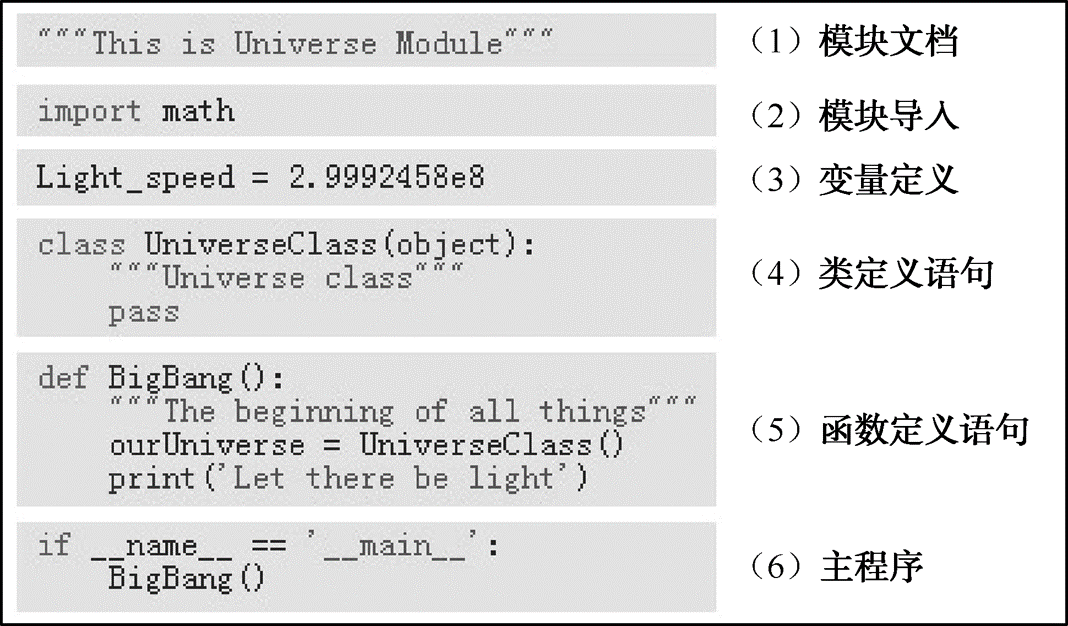 """This is Universe Module"""
（1）模块文档
import math
（2）模块导入
Light_speed = 2.9992458e8
（3）变量定义
class UniverseClass(object):
    """Universe class"""
    pass
（4）类定义语句
def BigBang():
    """The beginning of all things"""
    ourUniverse = UniverseClass()
    print('Let there be light')
（5）函数定义语句
if __name__ == '__main__':
    BigBang()
（6）主程序